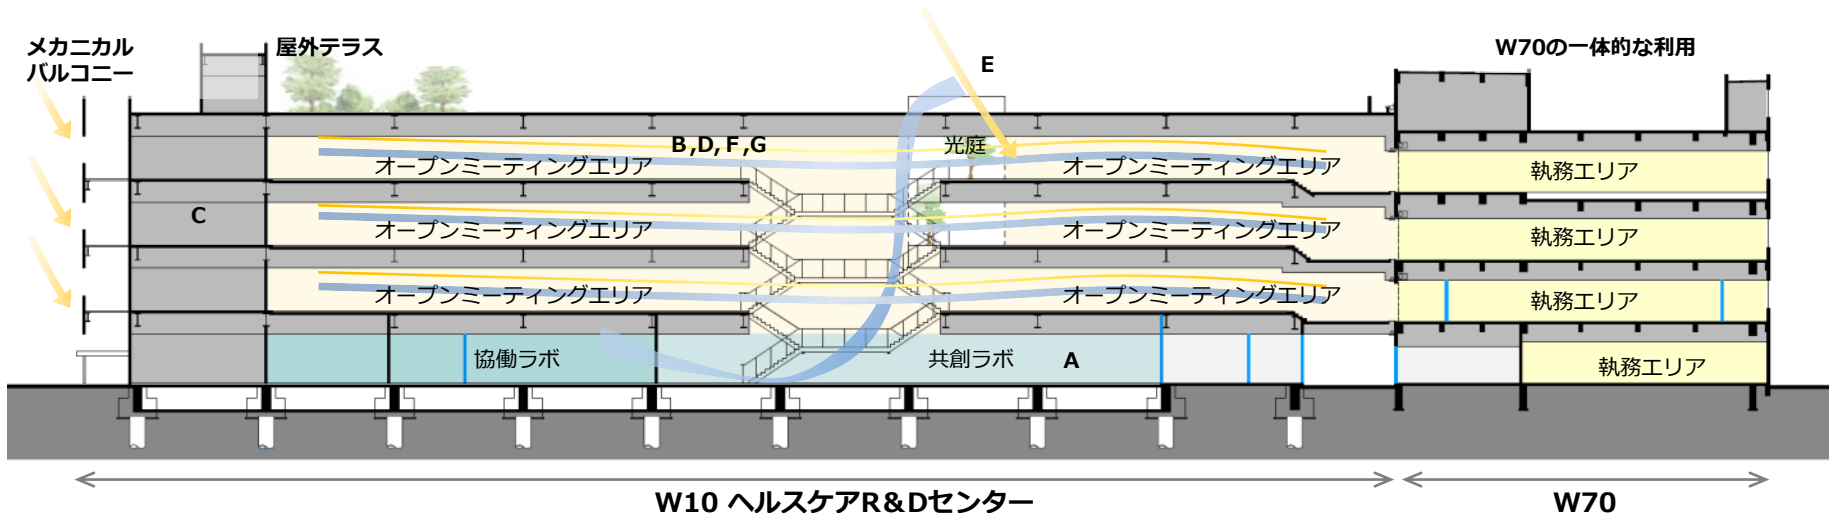 メカニカル
バルコニー
屋外テラス
E
W70の一体的な利用
B,D,F,G
光庭
オープンミーティングエリア
オープンミーティングエリア
執務エリア
C
オープンミーティングエリア
オープンミーティングエリア
執務エリア
オープンミーティングエリア
オープンミーティングエリア
執務エリア
協働ラボ
共創ラボ
A
執務エリア
W10 ヘルスケアR&Dセンター
W70